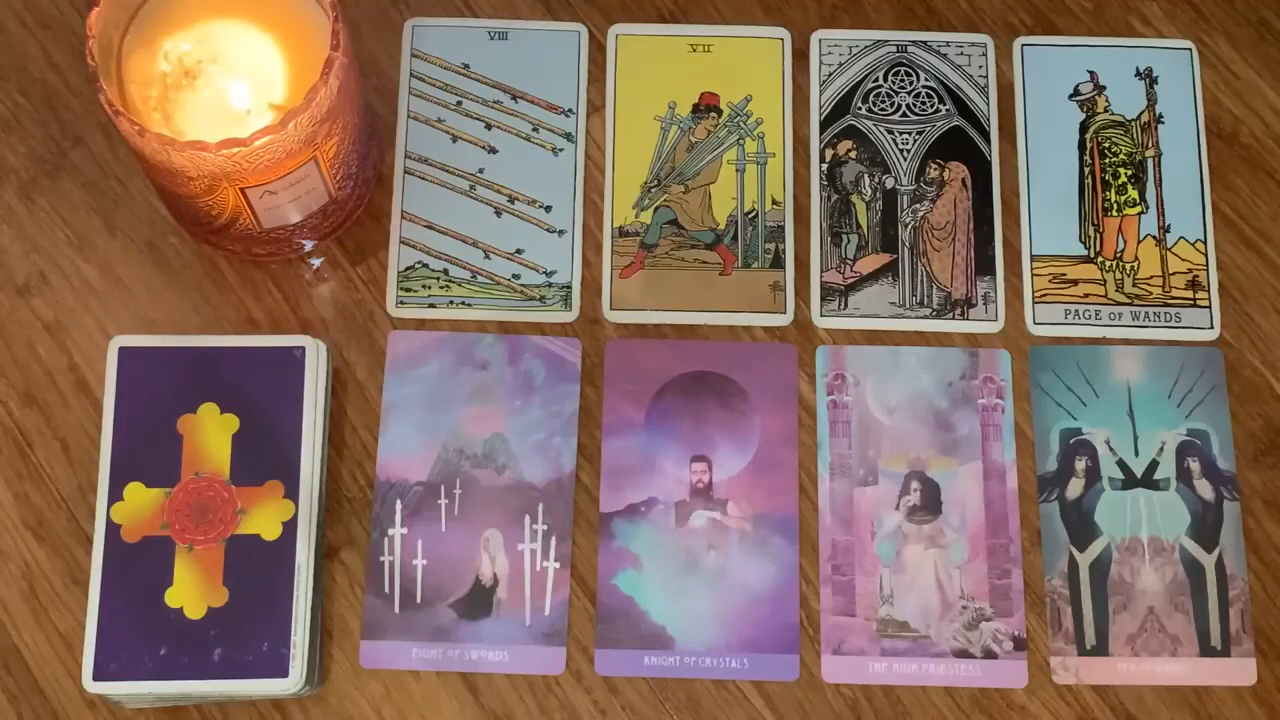 VIII
VII
III
PAGE OF WANDS
EIGHT OF SWORDS
KNIGHT OF CRYSTALS
THE HIGH PRIESTESS